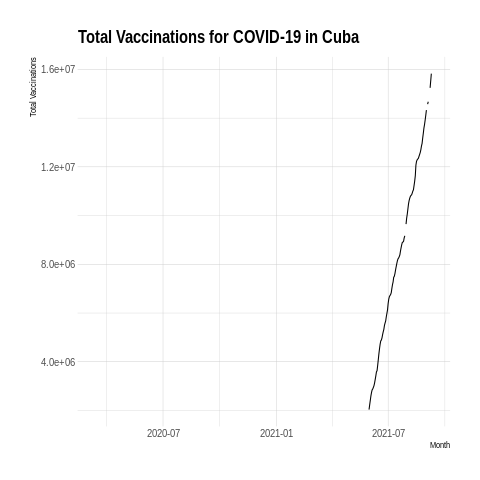 Total Vaccinations for COVID-19 in Cuba
Total Vaccinations
1.6e+07
1.2e+07
8.0e+06
4.0e+06
2020-07
2021-01
2021-07
Month